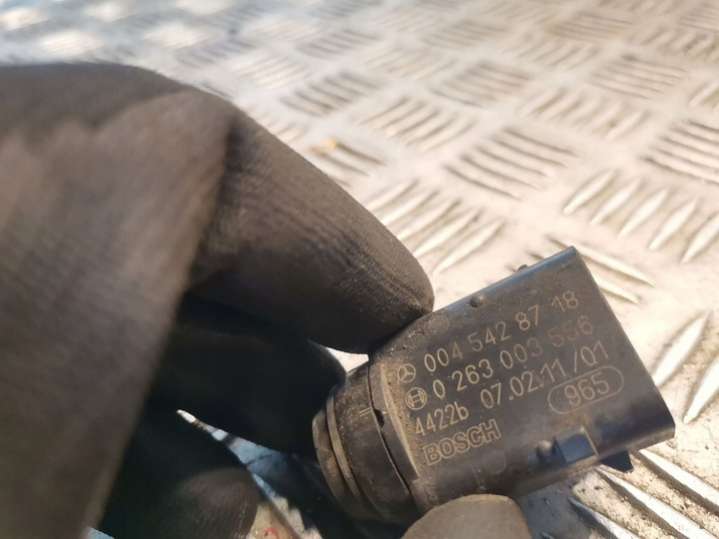 004 542 87 18
0 263 003 556
4422b 07.02.11/01
BOSCH 965